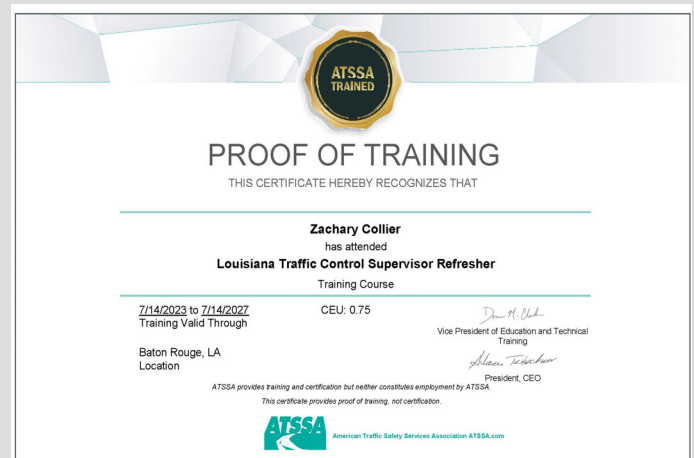 ATSSA
TRAINED
PROOF OF TRAINING
THIS CERTIFICATE HEREBY RECOGNIZES THAT
Zachary Collier
has attended
Louisiana Traffic Control Supervisor Refresher
Training Course
7/14/2023 to 7/14/2027
Training Valid Through
CEU: 0.75
Vice President of Education and Technical
Training
Baton Rouge, LA
Location
President, CEO
ATSSA provides training and certification but neither constitutes employment by ATSSA.
This certificate provides proof of training, not certification.
ATSSA
American Traffic Safety Services Association ATSSA.com